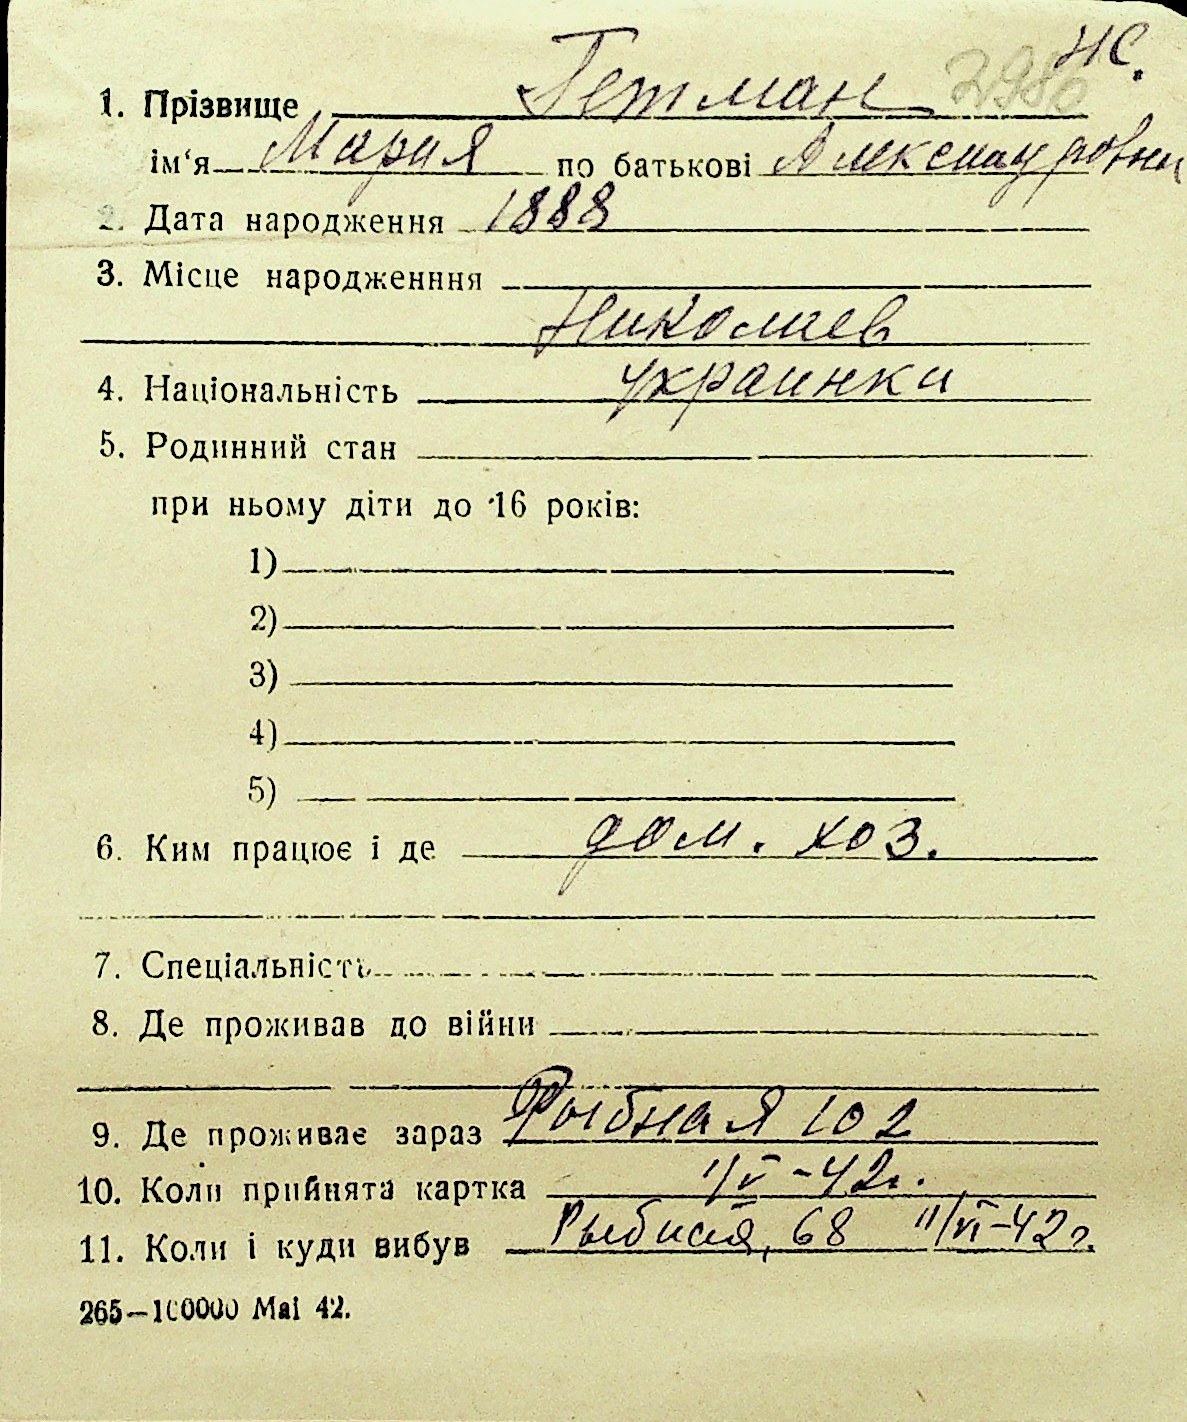 НС.
2980
1. Прізвище Гетман
ім'я Мария по батькові Александровна
2. Дата народження 1888
3. Місце народженння
Николаев
4. Національність украинка
5. Родинний стан
при ньому діти до 16 років:
1)
2)
3)
4)
5)
6. Ким працює і де дом. хоз.
7. Спеціальність
8. Де проживав до війни
9. Де проживає зараз Рыбная 102
10. Коли прийнята картка 1/V-42г.
11. Коли і куди вибув Рыбная, 68 11/VI-42г.
265—100000 Mai 42.